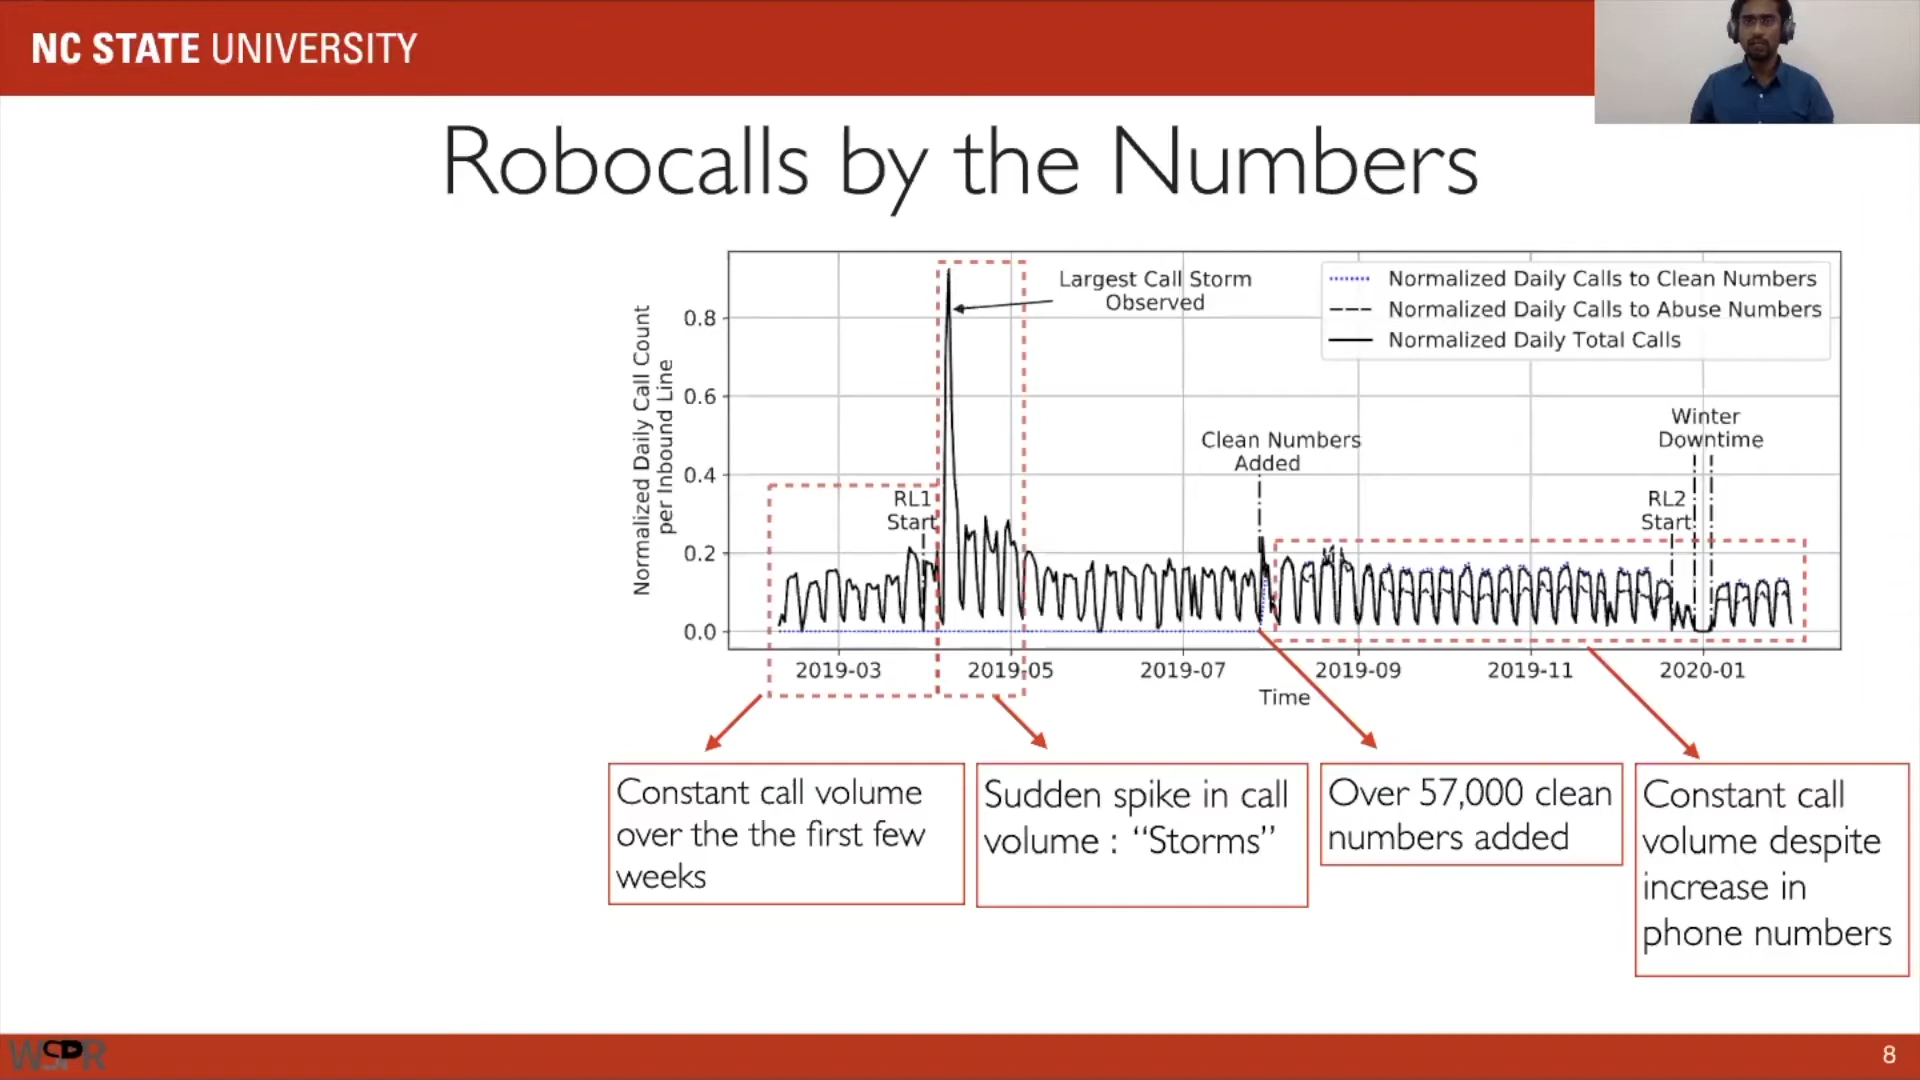 NC STATE UNIVERSITY
Robocalls by the Numbers
Normalized Daily Call Count
per Inbound Line
0.8
0.6
0.4
0.2
0.0
Largest Call Storm
Observed
Normalized Daily Calls to Clean Numbers
Normalized Daily Calls to Abuse Numbers
Normalized Daily Total Calls
RL1
Start
Clean Numbers
Added
RL2
Start
Winter
Downtime
2019-03
2019-05
2019-07
2019-09
2019-11
2020-01
Time
Constant call volume
over the the first few
weeks
Sudden spike in call
volume : “Storms”
Over 57,000 clean
numbers added
Constant call
volume despite
increase in
phone numbers
WSPR
8